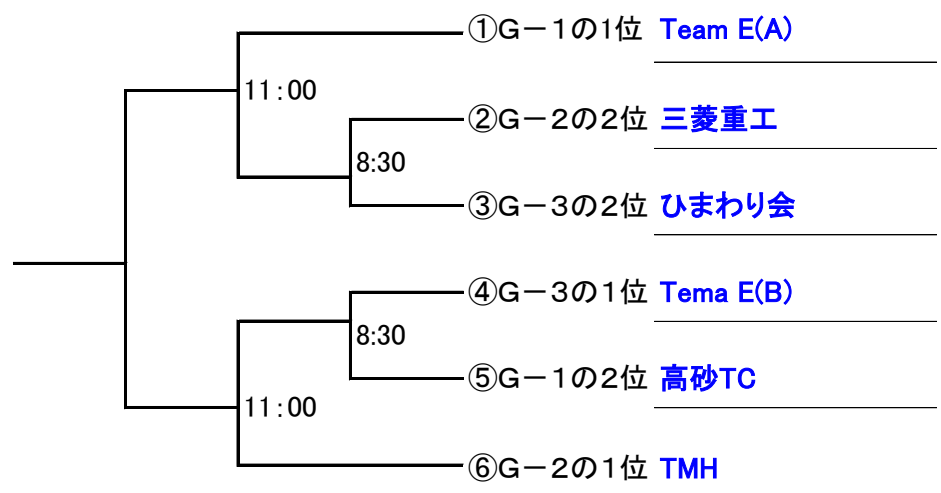 ①G－1の1位 Team E(A)
11:00
②G－2の2位 三菱重工
8:30
③G－3の2位 ひまわり会
④G－3の1位 Tema E(B)
8:30
⑤G－1の2位 高砂TC
11:00
⑥G－2の1位 TMH